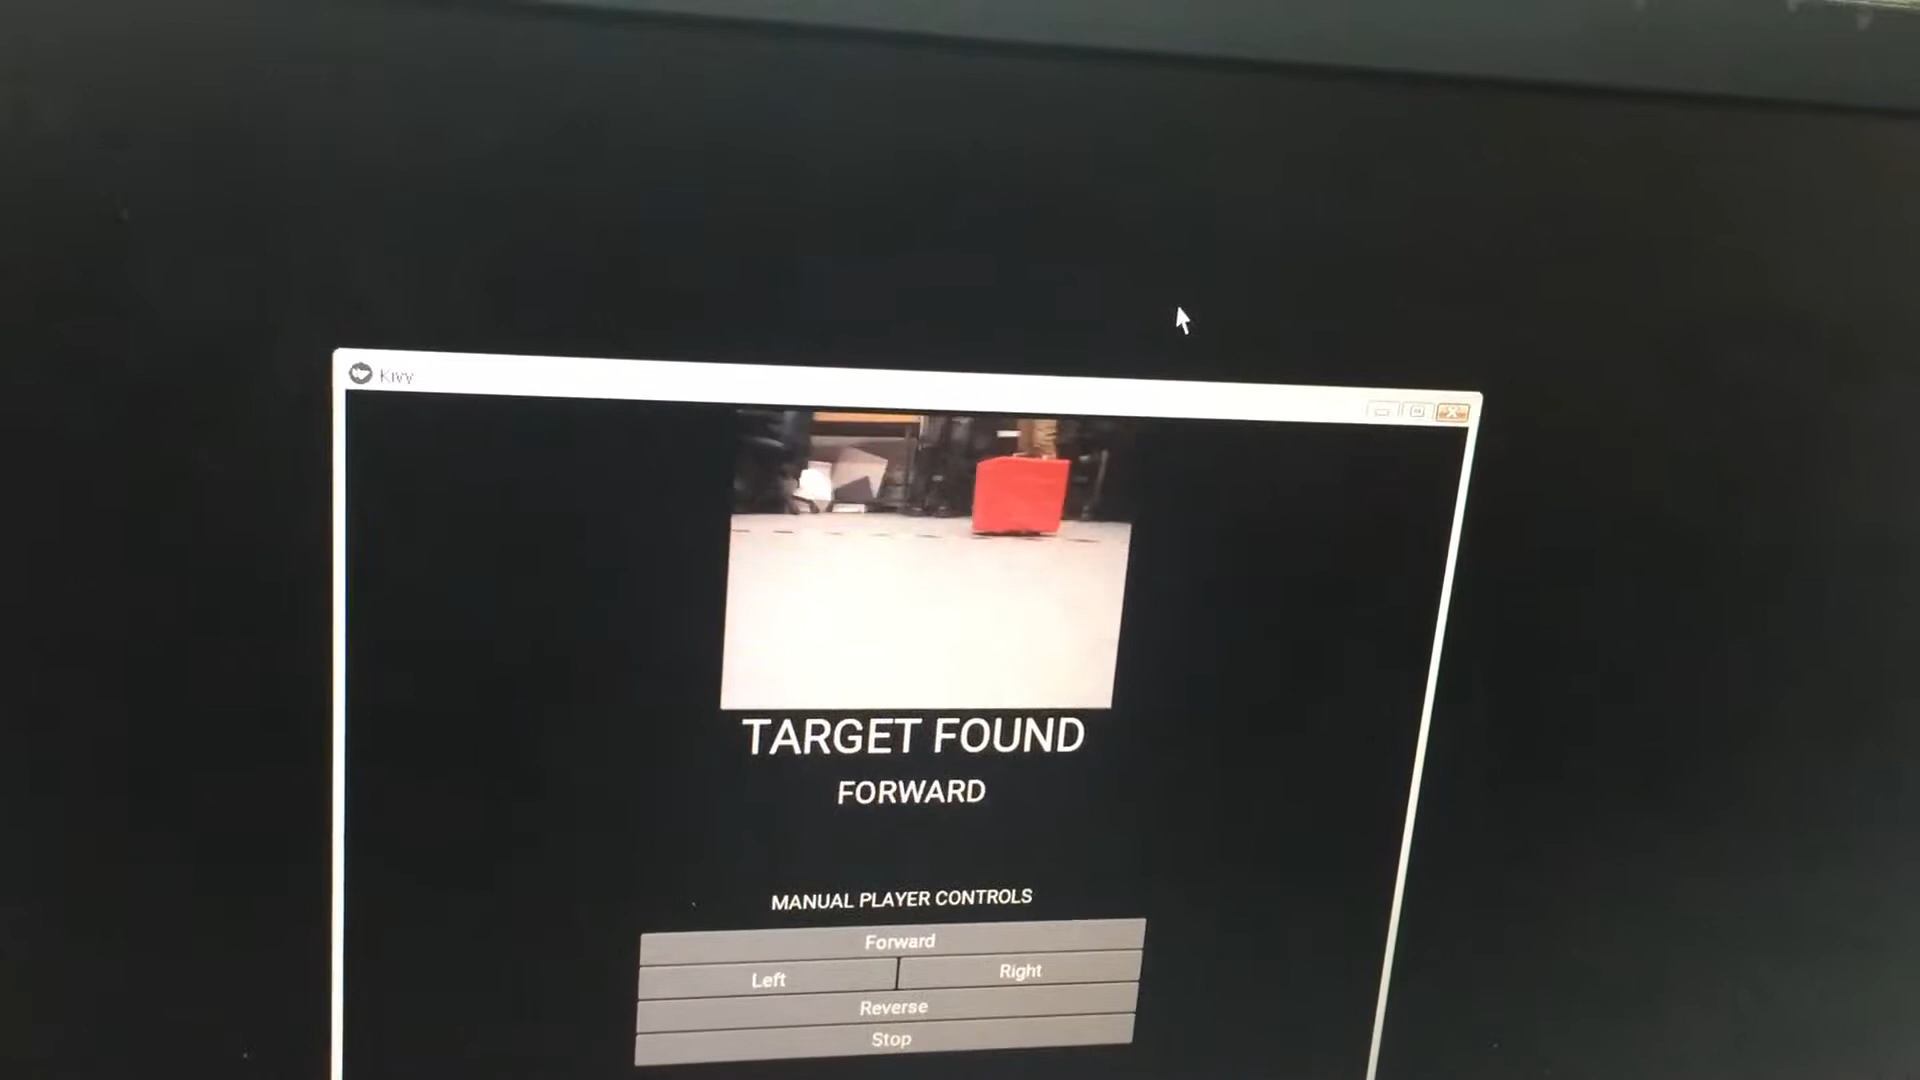 Kivy
TARGET FOUND
FORWARD
MANUAL PLAYER CONTROLS
Forward
Left Right
Reverse
Stop